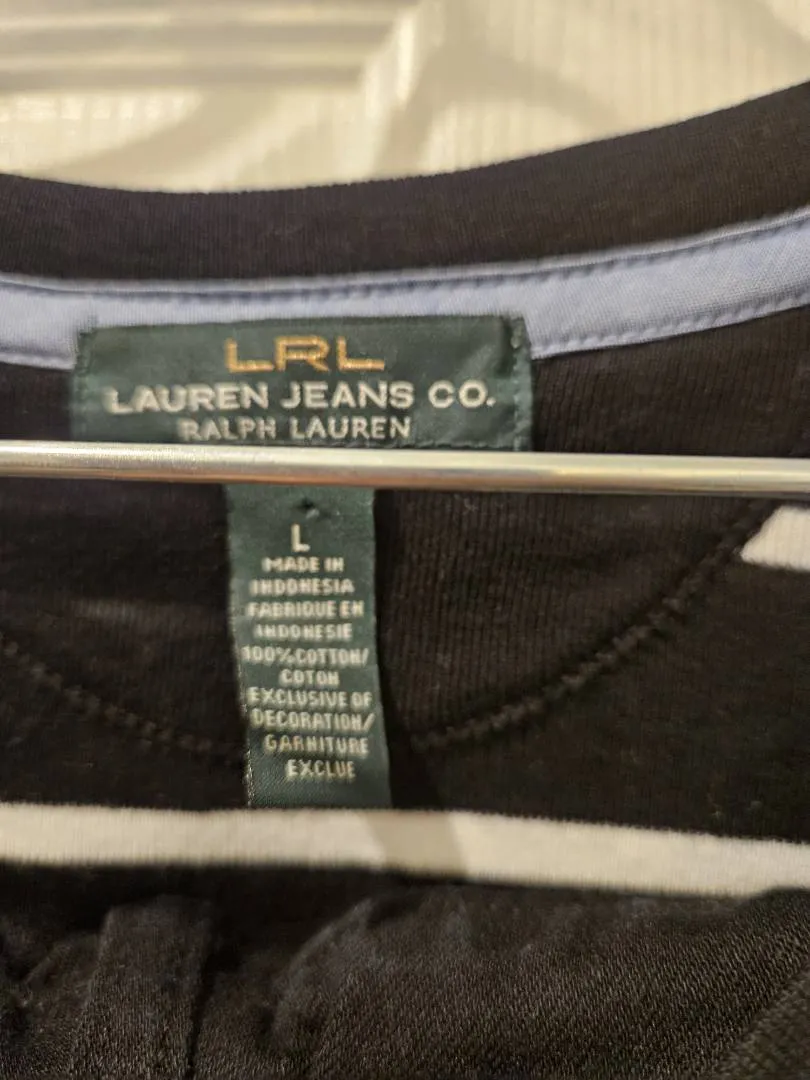 LRL
LAUREN JEANS CO.
RALPH LAUREN
L
MADE IN
INDONESIA
FABRIQUE EN
INDONESIE
100%COTTON/
COTON
EXCLUSIVE OF
DECORATION/
GARNITURE
EXCLUE